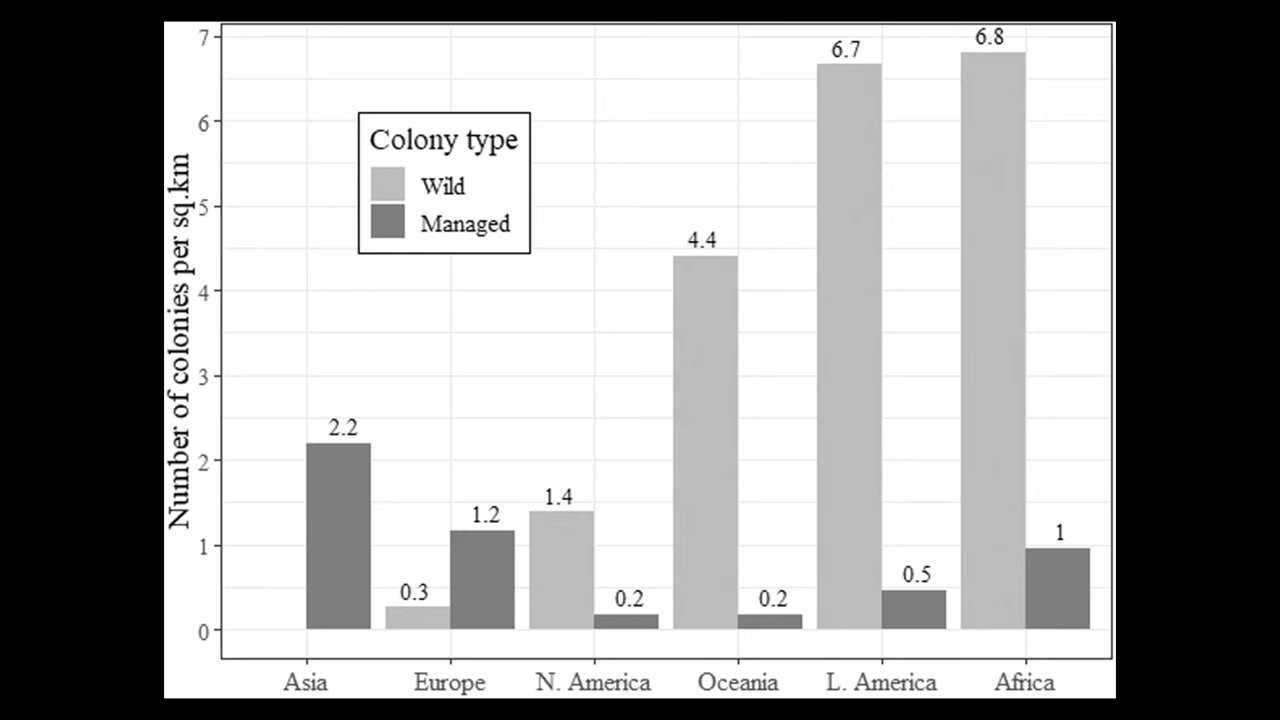 Number of colonies per sq.km
7
6
5
4
3
2
1
0
Colony type
Wild
Managed
2.2
0.3
1.2
1.4
0.2
4.4
0.2
6.7
0.5
6.8
1
Asia
Europe
N. America
Oceania
L. America
Africa